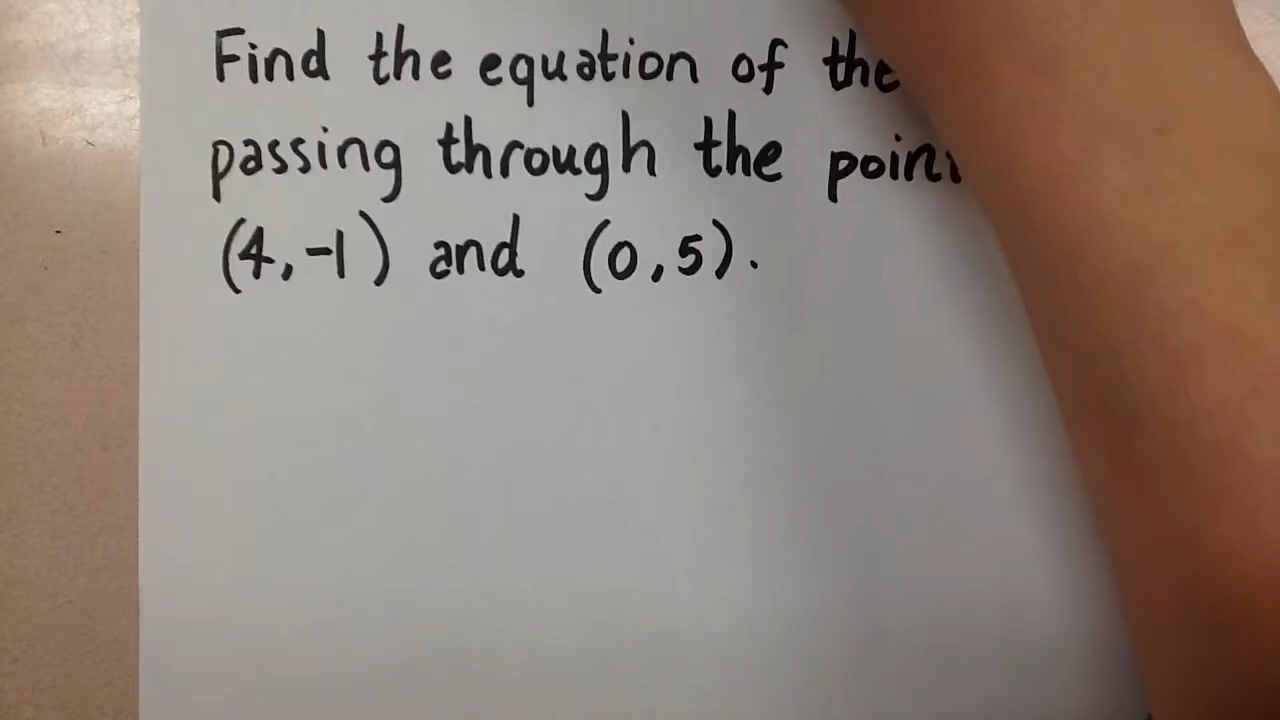 Find the equation of the
passing through the
(4,-1) and (0,5).